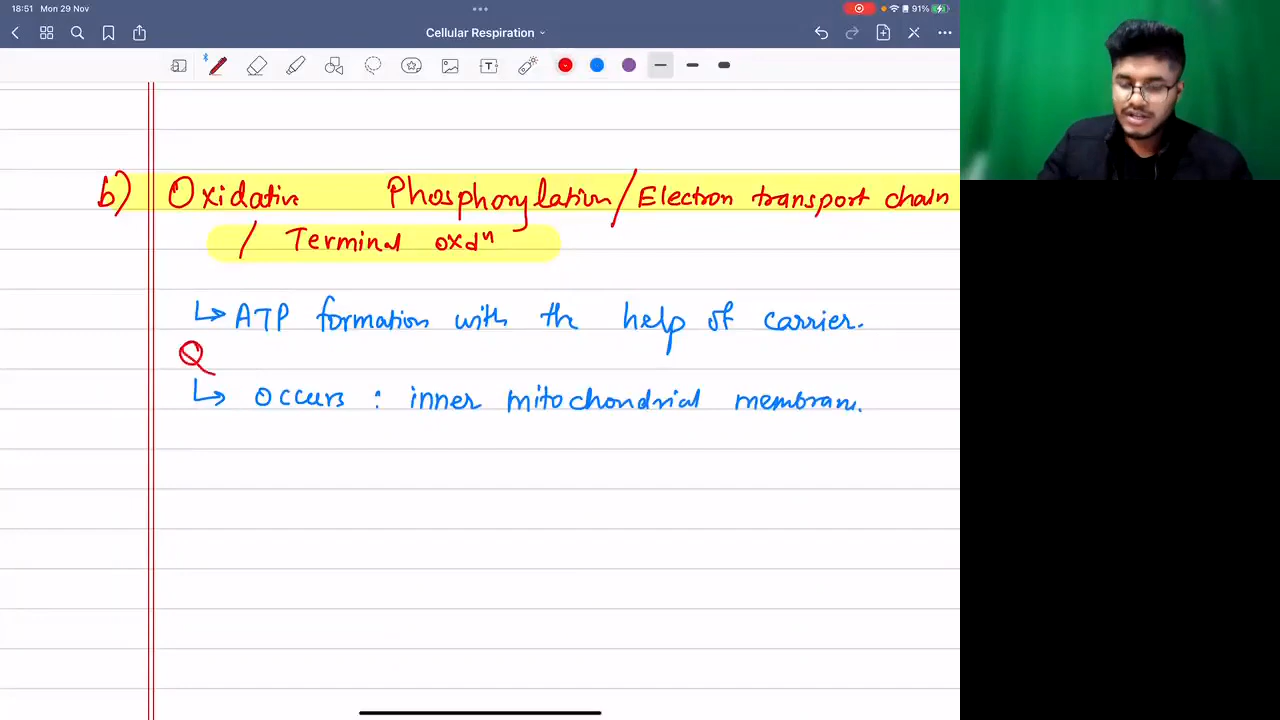 18:51 Mon 29 Nov
91%
Cellular Respiration
T
b) Oxidative Phosphorylation/Electron transport chain
/ Terminal oxdⁿ
↳ ATP formation with the help of carrier.
Q
↳ occurs : inner mitochondrial membrane.